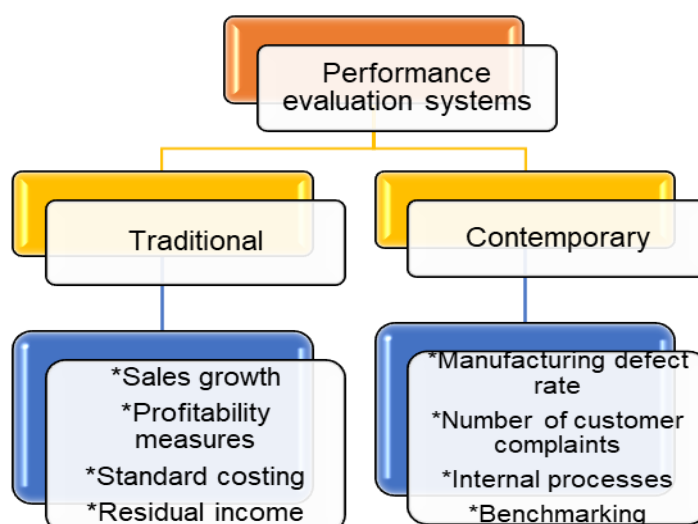 Performance
evaluation systems
Traditional
Contemporary
*Sales growth
*Profitability
measures
*Standard costing
*Residual income
*Manufacturing defect
rate
*Number of customer
complaints
*Internal processes
*Benchmarking